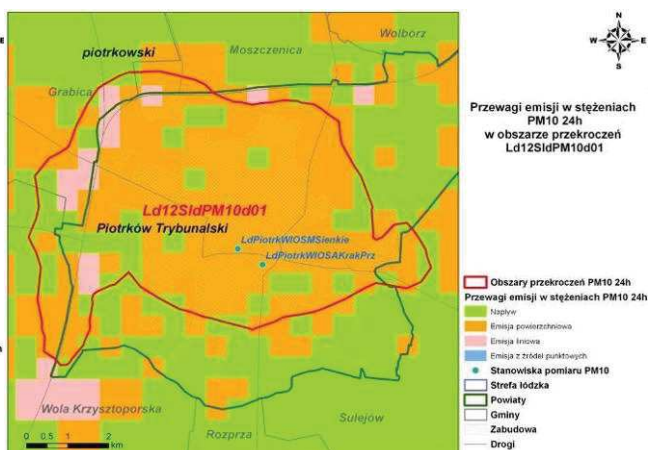 N
W E
S
Przewagi emisji w stężeniach
PM10 24h
w obszarze przekroczeń
Ld12SldPM10d01
piotrkowski
Moszczenica
Wolbórz
Grabica
Ld12SldPM10d01
Piotrków Trybunalski
LdPiotrkWIOSMSienkie
LdPiotrkWIOSAKrakPrz
Wola Krzysztoporska
Rozprza
Sulejów
0 0.5 1 2
km
Obszary przekroczeń PM10 24h
Przewagi emisji w stężeniach PM10 24h
Napływ
Emisja powierzchniowa
Emisja liniowa
Emisja z źródeł punktowych
Stanowiska pomiaru PM10
Strefa łódzka
Powiaty
Gminy
Zabudowa
Drogi